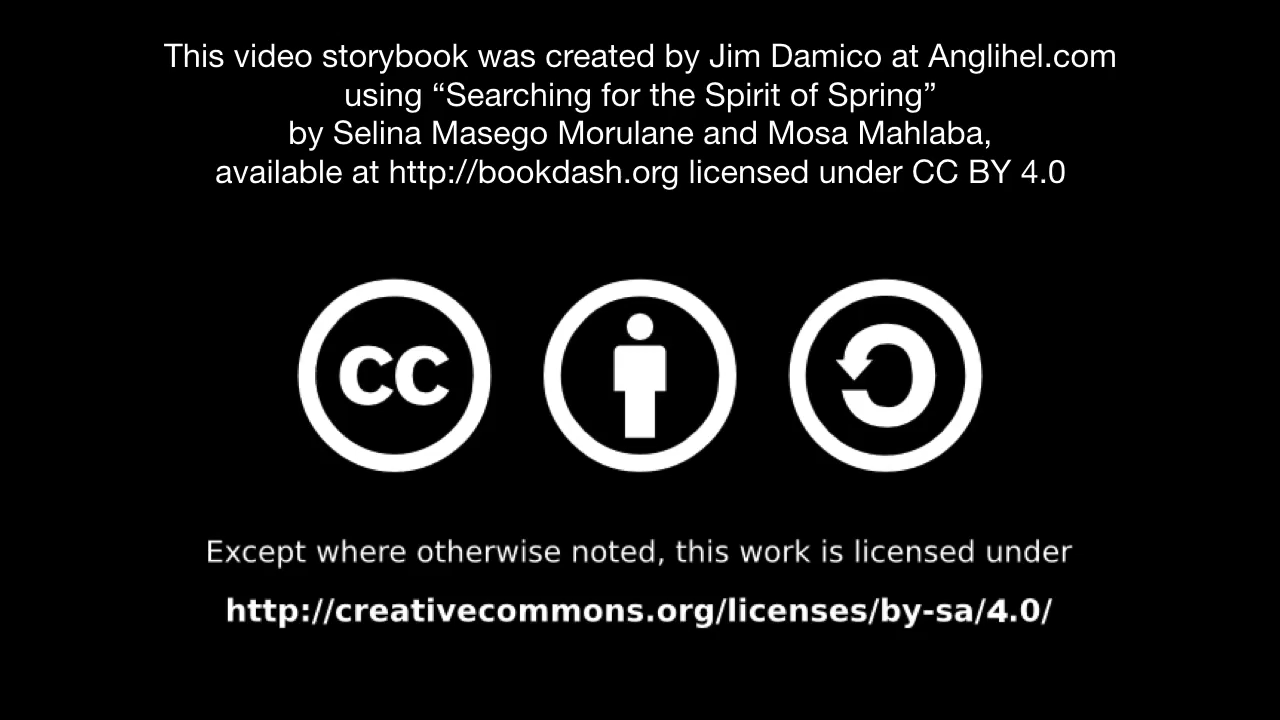 This video storybook was created by Jim Damico at Anglihel.com
using “Searching for the Spirit of Spring”
by Selina Masego Morulane and Mosa Mahlaba,
available at http://bookdash.org licensed under CC BY 4.0
cc
Except where otherwise noted, this work is licensed under
http://creativecommons.org/licenses/by-sa/4.0/